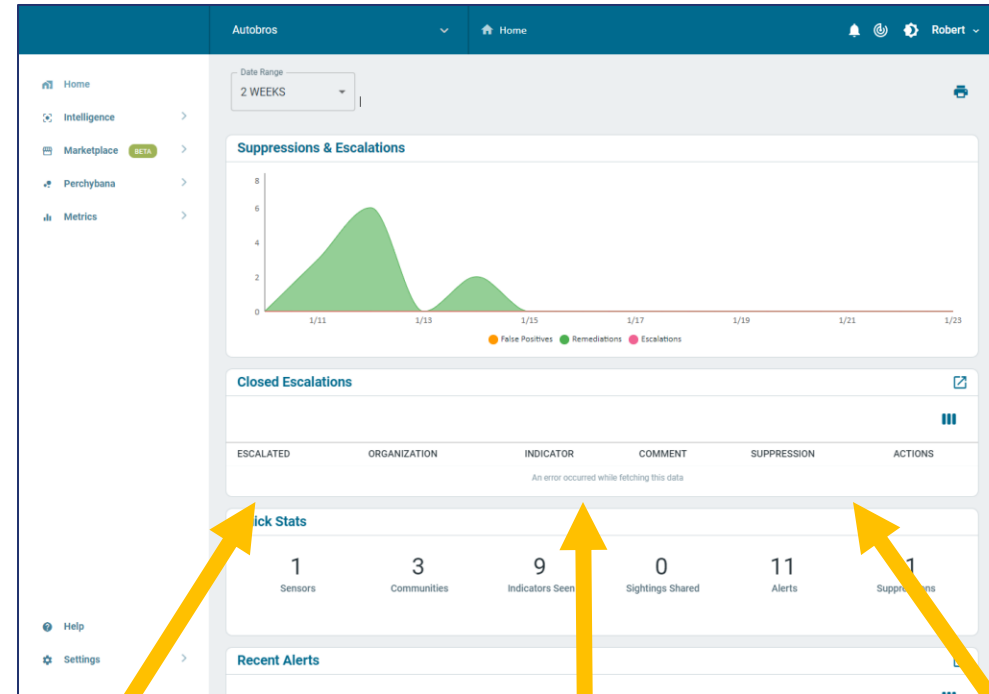 Autobros
Home
Robert
Home
Intelligence
Marketplace BETA
Perchybana
Metrics
Help
Settings
Date Range
2 WEEKS
Suppressions & Escalations
8
6
4
2
0
1/11 1/13 1/15 1/17 1/19 1/21 1/23
False Positives Remediations Escalations
Closed Escalations
ESCALATED ORGANIZATION INDICATOR COMMENT SUPPRESSION ACTIONS
An error occurred while fetching this data
Stats
1 3 9 0 11
Sensors Communities Indicators Seen Sightings Shared Alerts
Recent Alerts